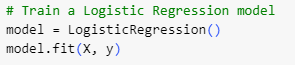 # Train a Logistic Regression model
model = LogisticRegression()
model.fit(X, y)